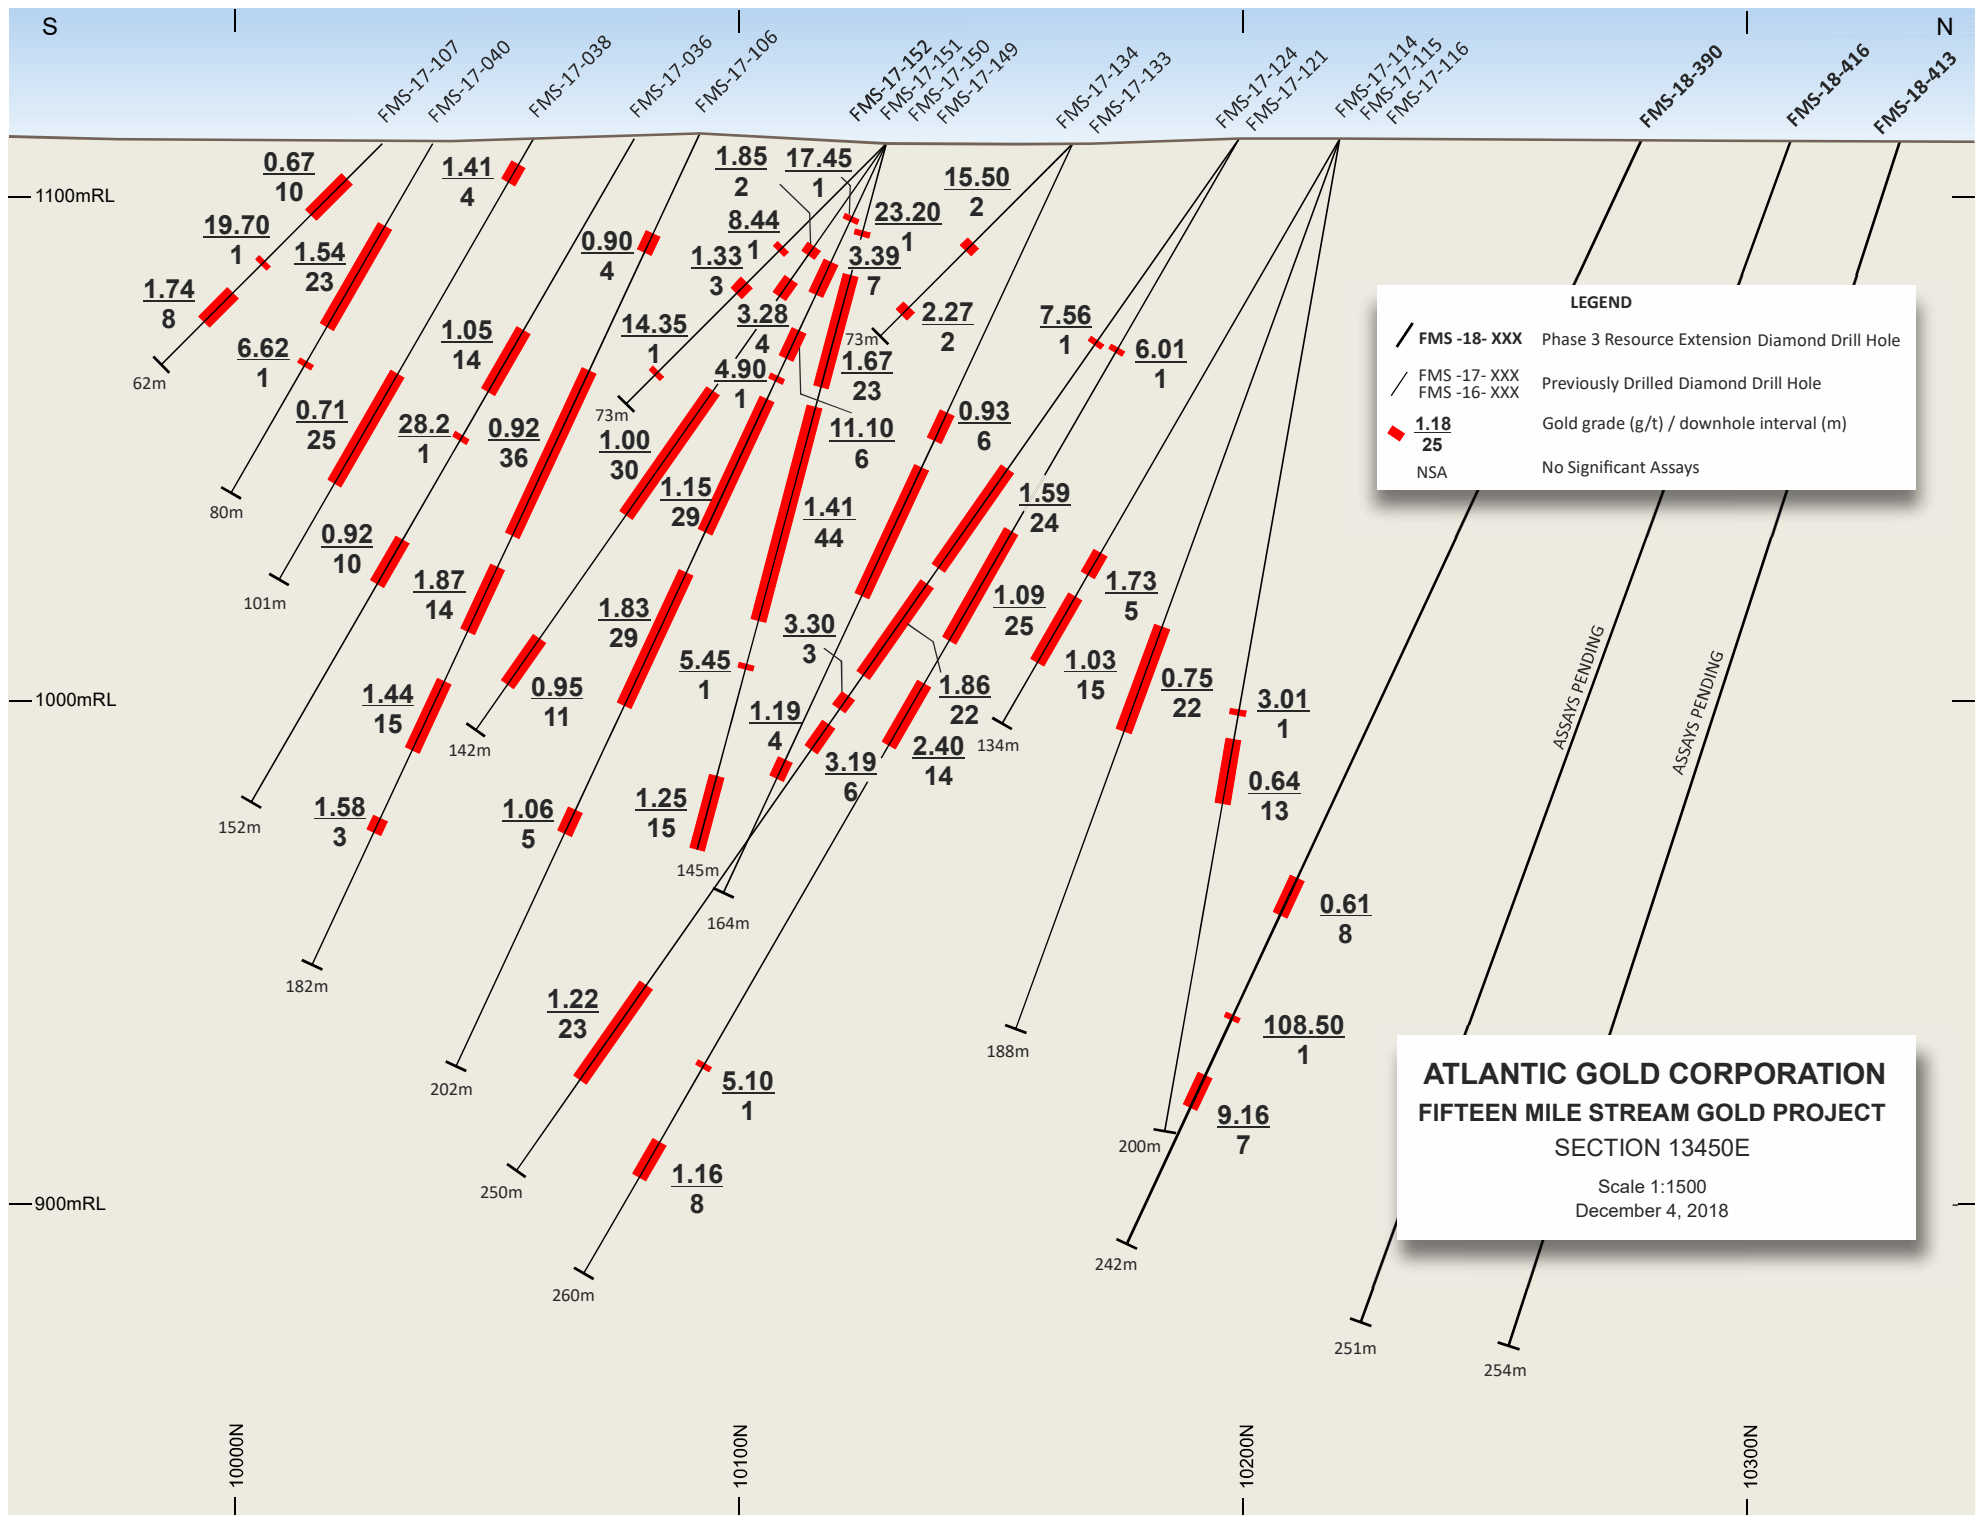 S
N
FMS-17-107
FMS-17-040
FMS-17-038
FMS-17-036
FMS-17-106
FMS-17-152
FMS-17-151
FMS-17-150
FMS-17-149
FMS-17-134
FMS-17-133
FMS-17-124
FMS-17-121
FMS-17-114
FMS-17-115
FMS-17-116
FMS-18-390
FMS-18-416
FMS-18-413
1100mRL
1000mRL
900mRL
0.67
10
19.70
1
1.74
8
62m
1.54
23
6.62
1
80m
1.41
4
0.71
25
101m
1.05
14
28.2
1
0.92
10
152m
0.90
4
0.92
36
1.87
14
1.44
15
1.58
3
182m
1.85
2
17.45
1
8.44
1
1.33
3
14.35
1
73m
23.20
1
3.39
7
3.28
4
4.90
1
1.67
23
11.10
6
1.00
30
1.15
29
1.41
44
0.95
11
142m
1.83
29
1.06
5
202m
5.45
1
1.25
15
145m
15.50
2
2.27
2
73m
0.93
6
3.30
3
1.19
4
164m
7.56
1
6.01
1
1.59
24
1.09
25
1.86
22
2.40
14
3.19
6
1.22
23
250m
5.10
1
1.16
8
260m
1.73
5
1.03
15
134m
0.75
22
188m
3.01
1
0.64
13
200m
0.61
8
108.50
1
9.16
7
242m
ASSAYS PENDING
251m
ASSAYS PENDING
254m
LEGEND
FMS -18- XXX Phase 3 Resource Extension Diamond Drill Hole
FMS -17- XXX
FMS -16- XXX
Previously Drilled Diamond Drill Hole
1.18
25
Gold grade (g/t) / downhole interval (m)
NSA No Significant Assays
ATLANTIC GOLD CORPORATION
FIFTEEN MILE STREAM GOLD PROJECT
SECTION 13450E
Scale 1:1500
December 4, 2018
10000N
10100N
10200N
10300N